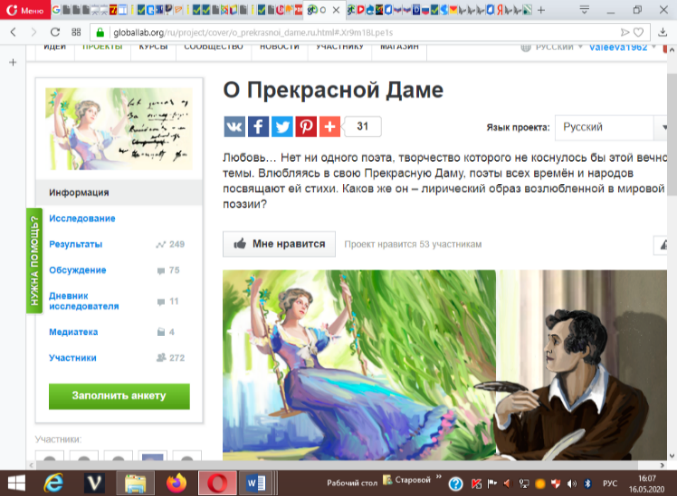 Меню
globallab.org/ru/project/cover/o_prekrasnoi_dame.ru.html#.Xr9m18Lpe1s
ИДЕИ ПРОЕКТЫ КУРСЫ СООБЩЕСТВО НОВОСТИ УЧАСТНИКУ МАГАЗИН РУССКИЙ valeeva1962
О Прекрасной Даме
31
Язык проекта: Русский
Любовь… Нет ни одного поэта, творчество которого не коснулось бы этой вечно
темы. Влюбляясь в свою Прекрасную Даму, поэты всех времён и народов
посвящают ей стихи. Каков же он – лирический образ возлюбленной в мировой
поэзии?
Мне нравится Проект нравится 53 участникам
НУЖНА ПОМОЩЬ?
Информация
Исследование
Результаты 249
Обсуждение 75
Дневник
исследователя 11
Медиатека 4
Участники 272
Заполнить анкету
Участники:
Рабочий стол Старовой РУС
16:07
16.05.2020